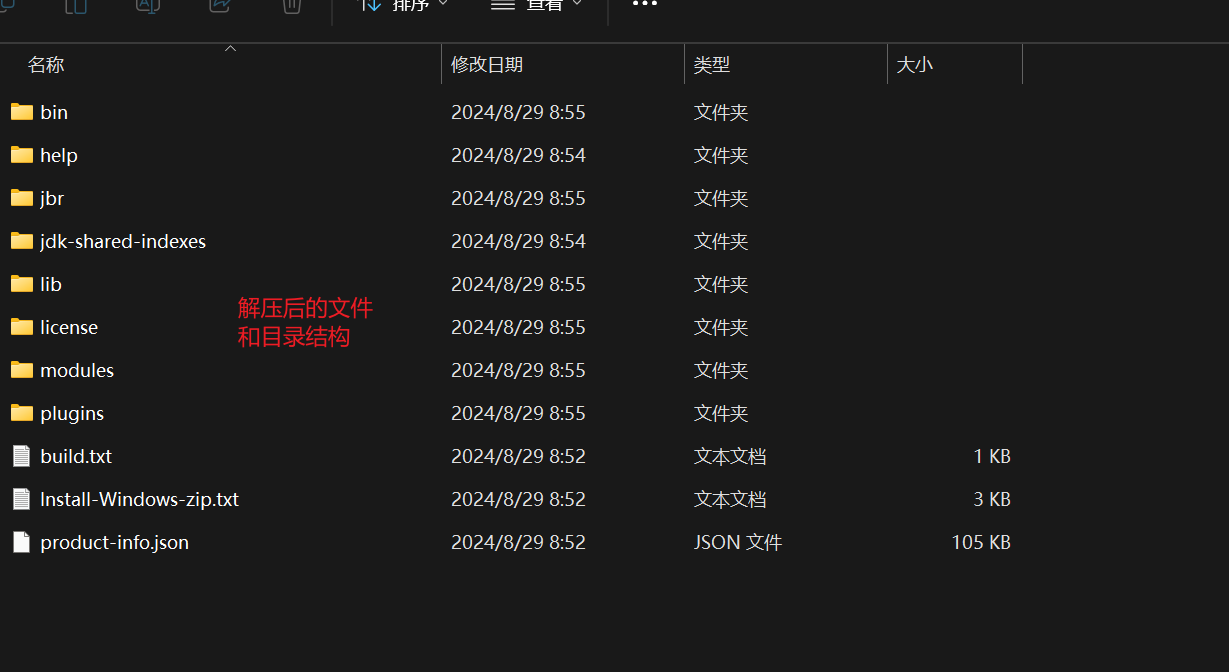 排序 查看
名称 修改日期 类型 大小
bin 2024/8/29 8:55 文件夹
help 2024/8/29 8:54 文件夹
jbr 2024/8/29 8:55 文件夹
jdk-shared-indexes 2024/8/29 8:54 文件夹
lib 2024/8/29 8:55 文件夹
解压后的文件
和目录结构
license 2024/8/29 8:55 文件夹
modules 2024/8/29 8:55 文件夹
plugins 2024/8/29 8:55 文件夹
build.txt 2024/8/29 8:52 文本文档 1 KB
Install-Windows-zip.txt 2024/8/29 8:52 文本文档 3 KB
product-info.json 2024/8/29 8:52 JSON 文件 105 KB